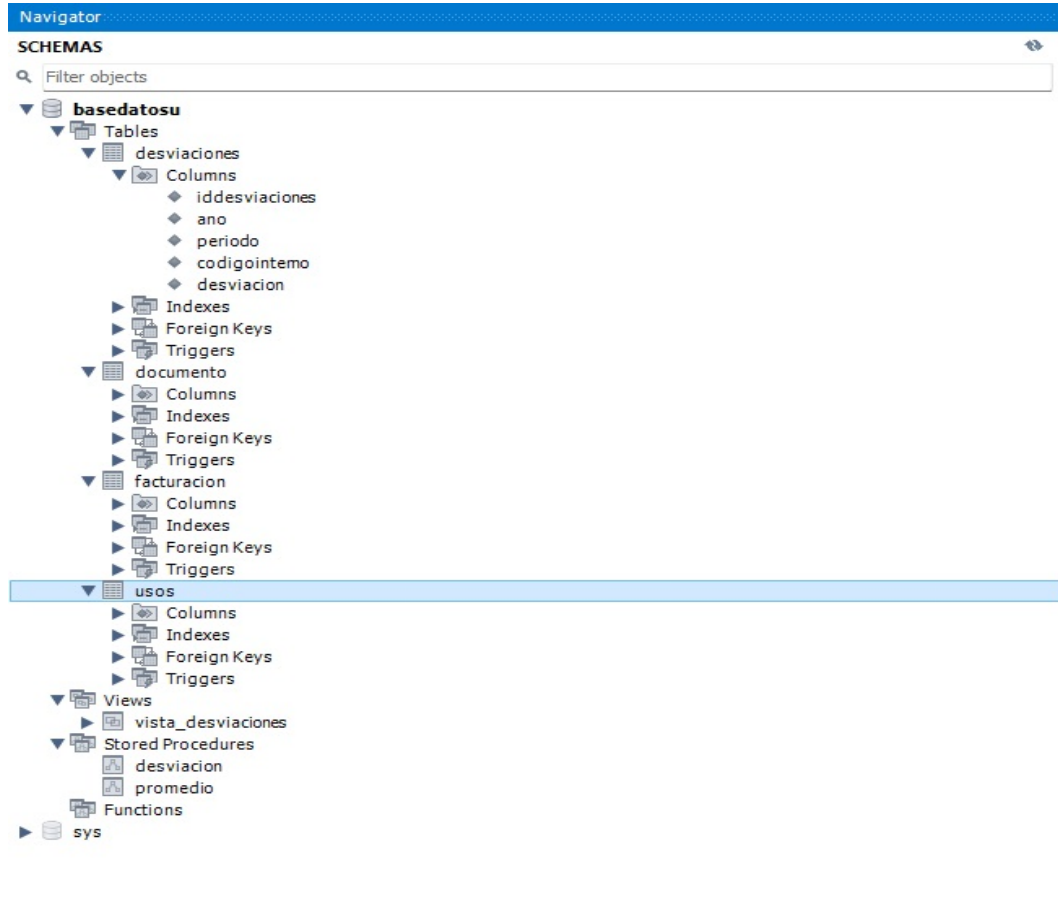 Navigator
SCHEMAS
Filter objects
basedatosu
Tables
desviaciones
Columns
iddesviaciones
ano
periodo
codigointemo
desviacion
Indexes
Foreign Keys
Triggers
documento
Columns
Indexes
Foreign Keys
Triggers
facturacion
Columns
Indexes
Foreign Keys
Triggers
usos
Columns
Indexes
Foreign Keys
Triggers
Views
vista_desviaciones
Stored Procedures
desviacion
promedio
Functions
sys